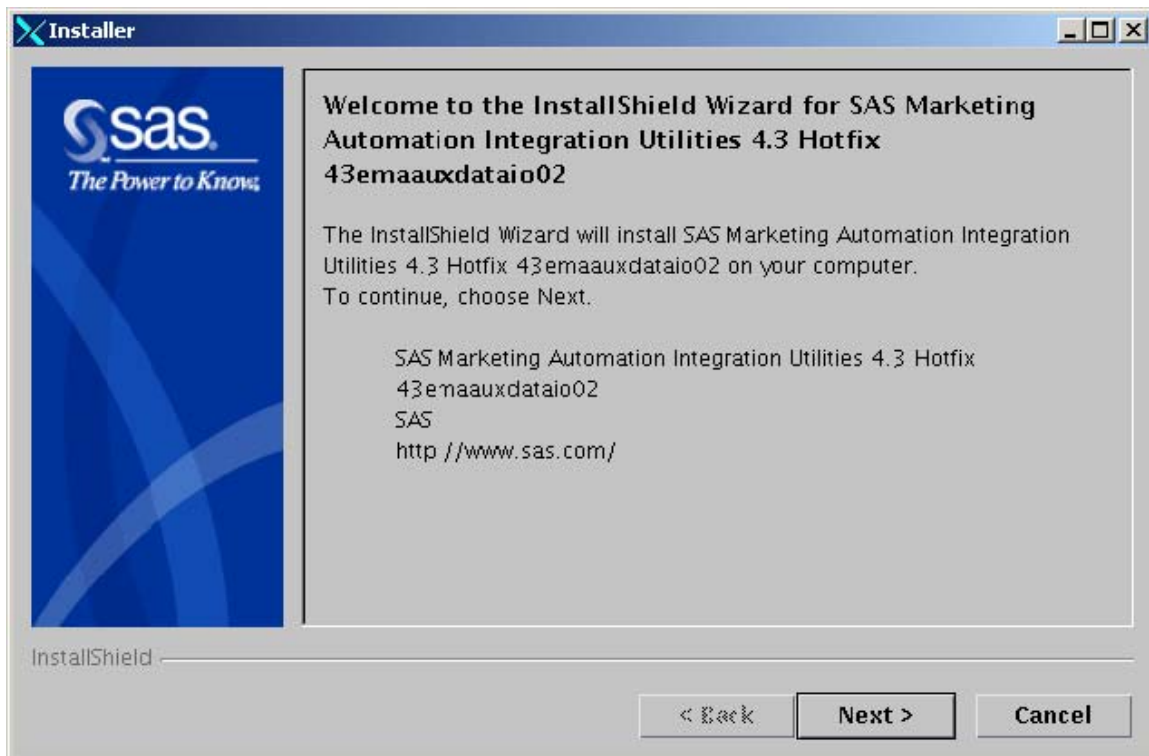 Installer
sas.
The Power to Know.
Welcome to the InstallShield Wizard for SAS Marketing
Automation Integration Utilities 4.3 Hotfix
43emaauxdataio02
The InstallShield Wizard will install SAS Marketing Automation Integration
Utilities 4.3 Hotfix 43emaauxdataio02 on your computer.
To continue, choose Next.
SAS Marketing Automation Integration Utilities 4.3 Hotfix
43emaauxdataio02
SAS
http //www.sas.com/
InstallShield
< Back
Next >
Cancel